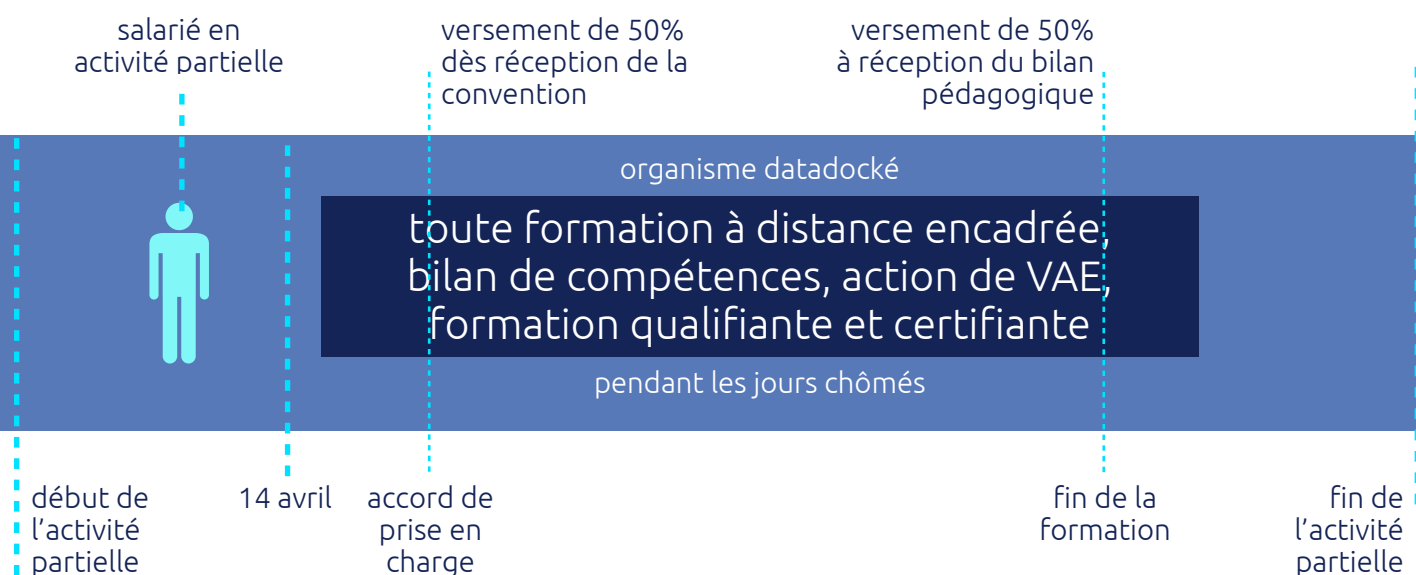 salarié en
activité partielle
versement de 50%
dès réception de la
convention
versement de 50%
à réception du bilan
pédagogique
organisme datadocké
toute formation à distance encadrée,
bilan de compétences, action de VAE,
formation qualifiante et certifiante
pendant les jours chômés
début de
l’activité
partielle
14 avril
accord de
prise en
charge
fin de la
formation
fin de
l’activité
partielle